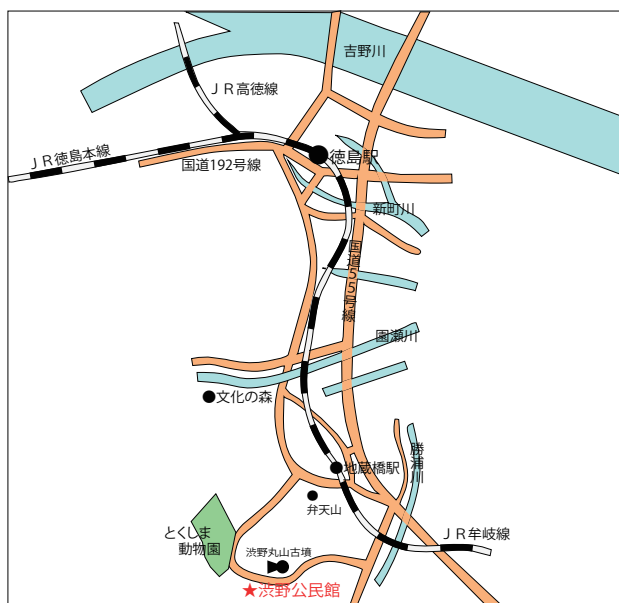 吉野川
ＪＲ高徳線
ＪＲ徳島本線
徳島駅
国道192号線
新町川
国道５５号線
園瀬川
文化の森
勝浦川
地蔵橋駅
弁天山
とくしま
動物園
ＪＲ牟岐線
渋野丸山古墳
★渋野公民館